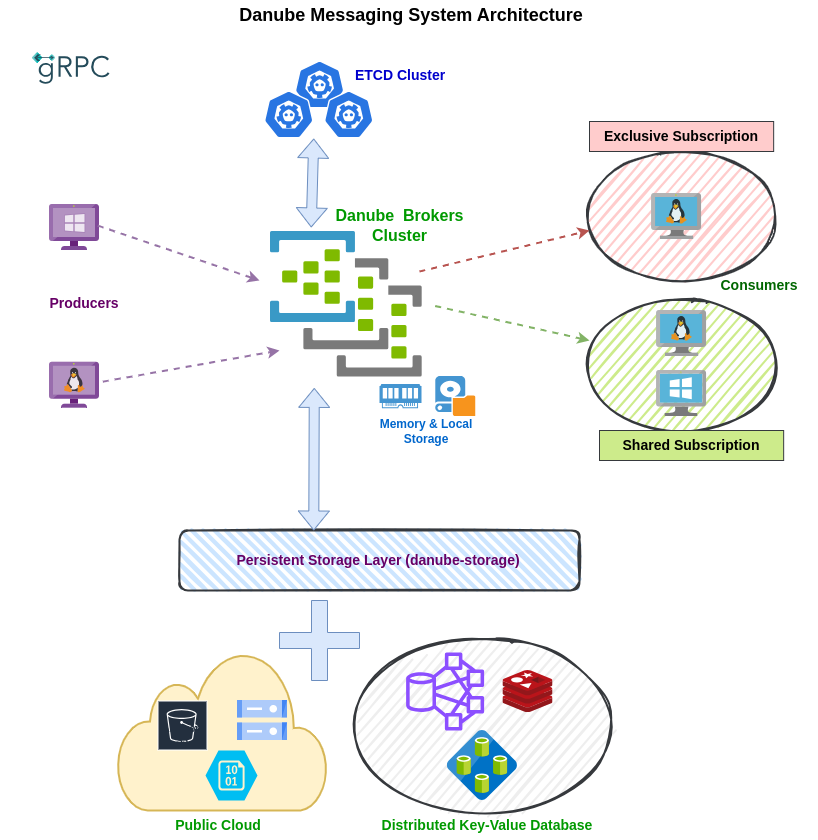 Danube Messaging System Architecture
gRPC
ETCD Cluster
Exclusive Subscription
Danube Brokers
Cluster
Consumers
Producers
Memory & Local
Storage
Shared Subscription
Persistent Storage Layer (danube-storage)
10
01
Public Cloud
Distributed Key-Value Database